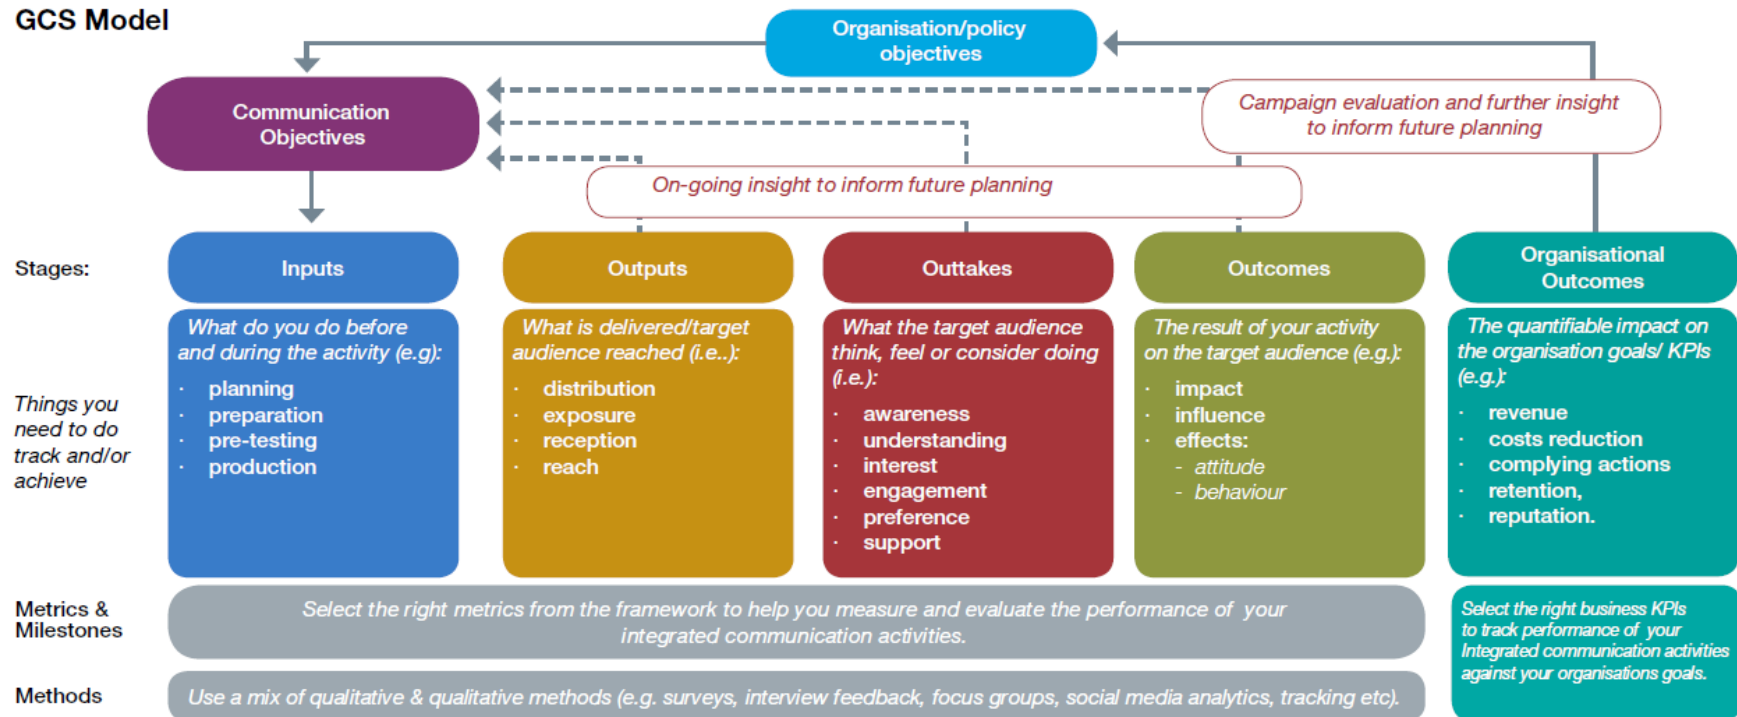 GCS Model
Organisation/policy
objectives
Communication
Objectives
Campaign evaluation and further insight
to inform future planning
On-going insight to inform future planning
Stages:
Inputs
Outputs
Outtakes
Outcomes
Organisational
Outcomes
Things you
need to do
track and/or
achieve
What do you do before
and during the activity (e.g):
· planning
· preparation
· pre-testing
· production
What is delivered/target
audience reached (i.e..):
· distribution
· exposure
· reception
· reach
What the target audience
think, feel or consider doing
(i.e.):
· awareness
· understanding
· interest
· engagement
· preference
· support
The result of your activity
on the target audience (e.g.):
· impact
· influence
· effects:
- attitude
- behaviour
The quantifiable impact on
the organisation goals/ KPIs
(e.g.):
· revenue
· costs reduction
· complying actions
· retention,
· reputation.
Metrics &
Milestones
Select the right metrics from the framework to help you measure and evaluate the performance of your
integrated communication activities.
Select the right business KPIs
to track performance of your
Integrated communication activities
against your organisations goals.
Methods
Use a mix of qualitative & qualitative methods (e.g. surveys, interview feedback, focus groups, social media analytics, tracking etc).